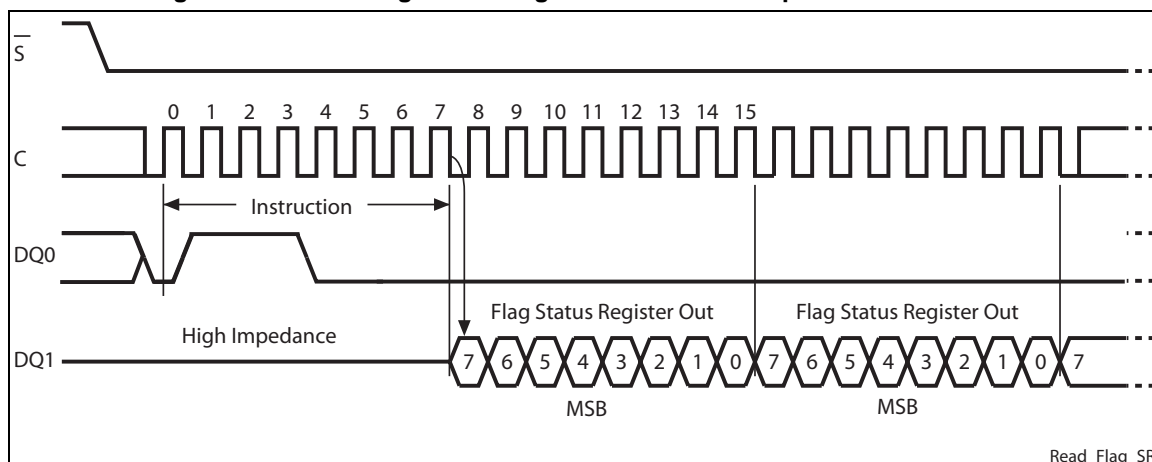 S
0 1 2 3 4 5 6 7 8 9 10 11 12 13 14 15
C
Instruction
DQ0
Flag Status Register Out Flag Status Register Out
High Impedance
DQ1 7 6 5 4 3 2 1 0 7 6 5 4 3 2 1 0 7
MSB MSB
Read_Flag_SR